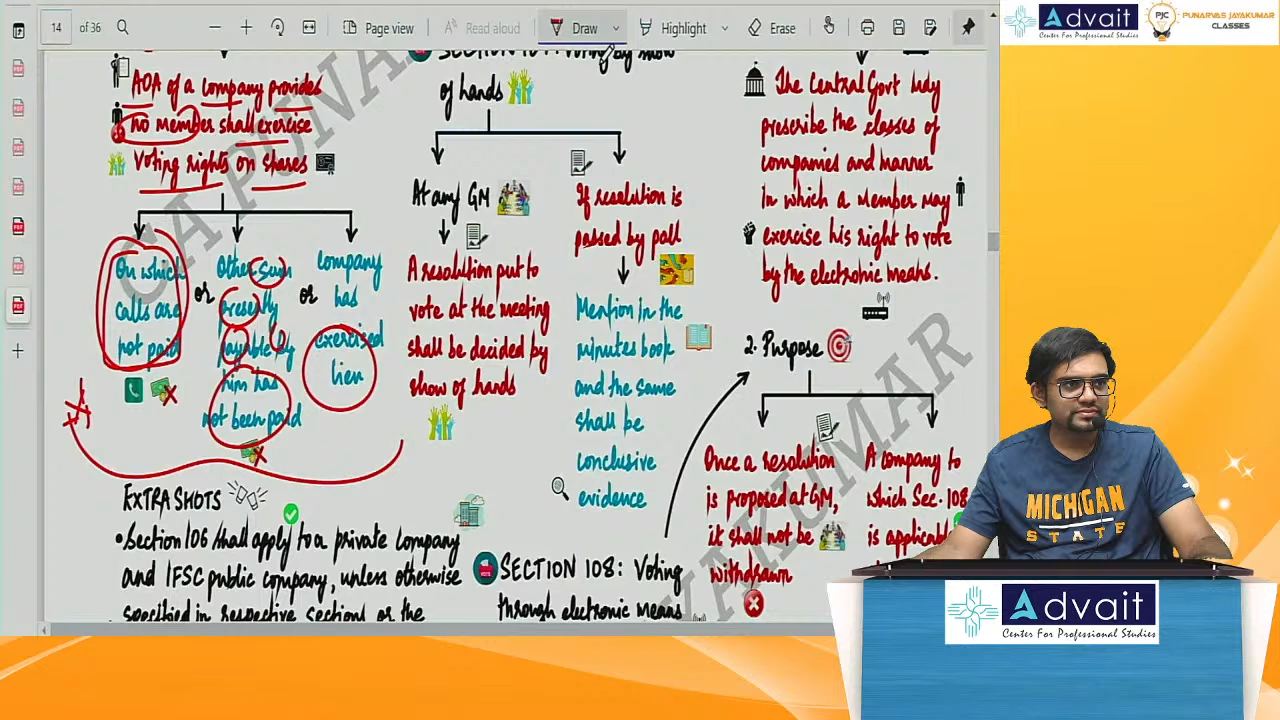 14 of 36
Page view
Read aloud
Draw
Highlight
Erase
Advait
Center For Professional Studies
PJC
PUNARVAS JAYAKUMAR
CLASSES
AOA of a company provides
no member shall exercise
Voting rights on shares
On which
calls are
not paid
or
Other sum
presently
payable by
him has
not been paid
or
company
has
exercised
lien
EXTRA SHOTS
•Section 106 shall apply to a private company
and IFSC public company, unless otherwise
specified in respective sections or the
of hands
At any GM
A resolution put to
vote at the meeting
shall be decided by
show of hands
If resolution is
passed by poll
Mention in the
minutes book
and the same
shall be
conclusive
evidence
SECTION 108: Voting
through electronic means
The Central Govt may
prescribe the classes of
companies and manner
in which a member may
exercise his right to vote
by the electronic means.
2. Purpose
Once a resolution
is proposed at GM,
it shall not be
withdrawn
A company to
which Sec. 108
is applicable
MICHIGAN
STATE
Advait
Center For Professional Studies